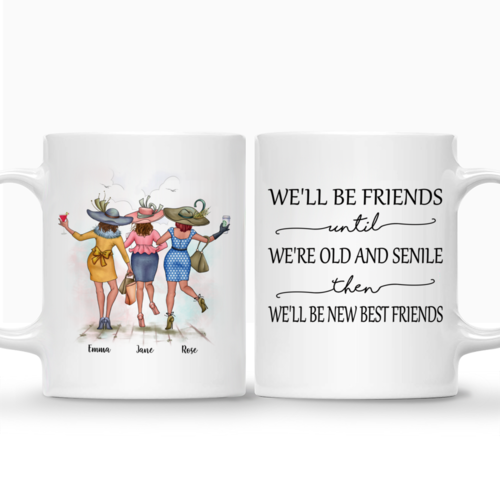 Emma Jane Rose
WE'LL BE FRIENDS
until
WE'RE OLD AND SENILE
then
WE'LL BE NEW BEST FRIENDS